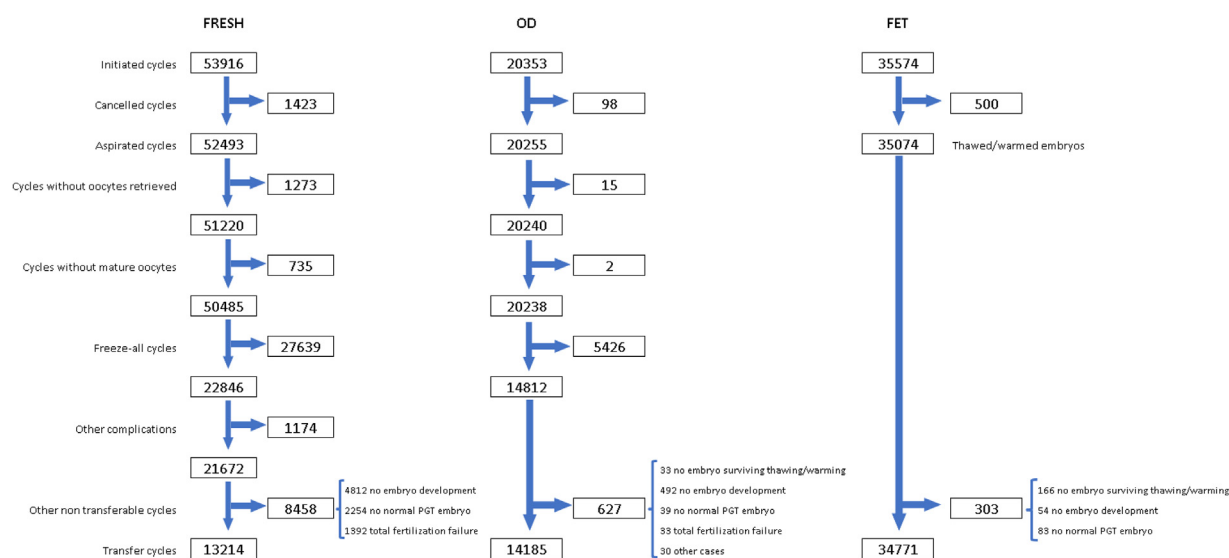 FRESH OD FET
Initiated cycles 53916 20353 35574
Cancelled cycles 1423 98 500
Aspirated cycles 52493 20255 35074 Thawed/warmed embryos
Cycles without oocytes retrieved 1273 15
51220 20240
Cycles without mature oocytes 735 2
50485 20238
Freeze-all cycles 27639 5426
22846 14812
Other complications 1174
21672
33 no embryo surviving thawing/warming
4812 no embryo development
492 no embryo development
166 no embryo surviving thawing/warming
Other non transferable cycles 8458 2254 no normal PGT embryo 627 39 no normal PGT embryo 303 54 no embryo development
1392 total fertilization failure
33 total fertilization failure
83 no normal PGT embryo
30 other cases
Transfer cycles 13214 14185 34771